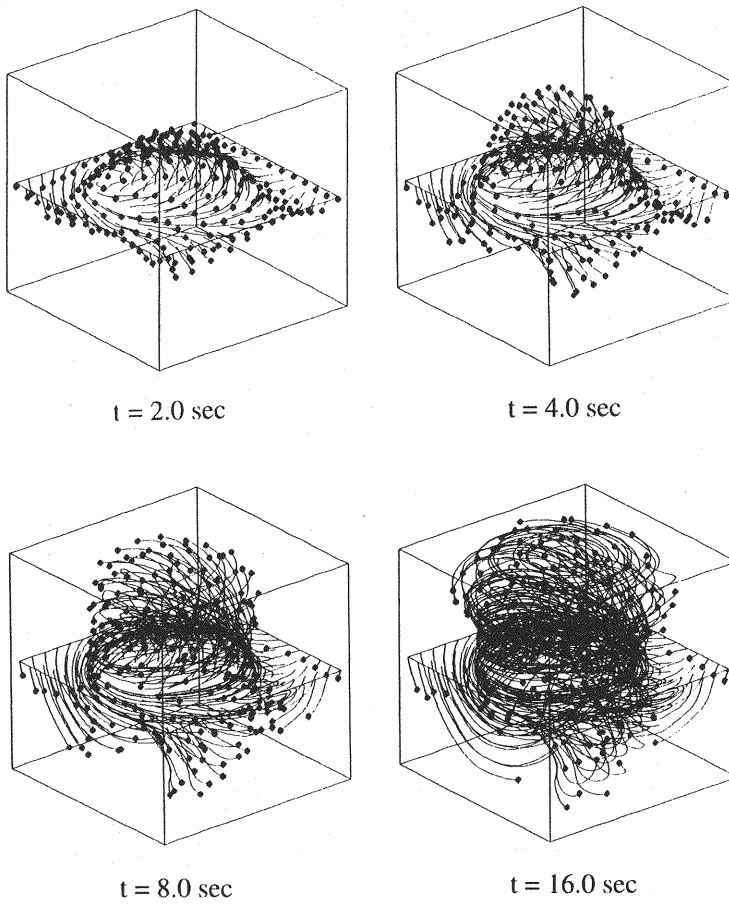 t = 2.0 sec
t = 4.0 sec
t = 8.0 sec
t = 16.0 sec